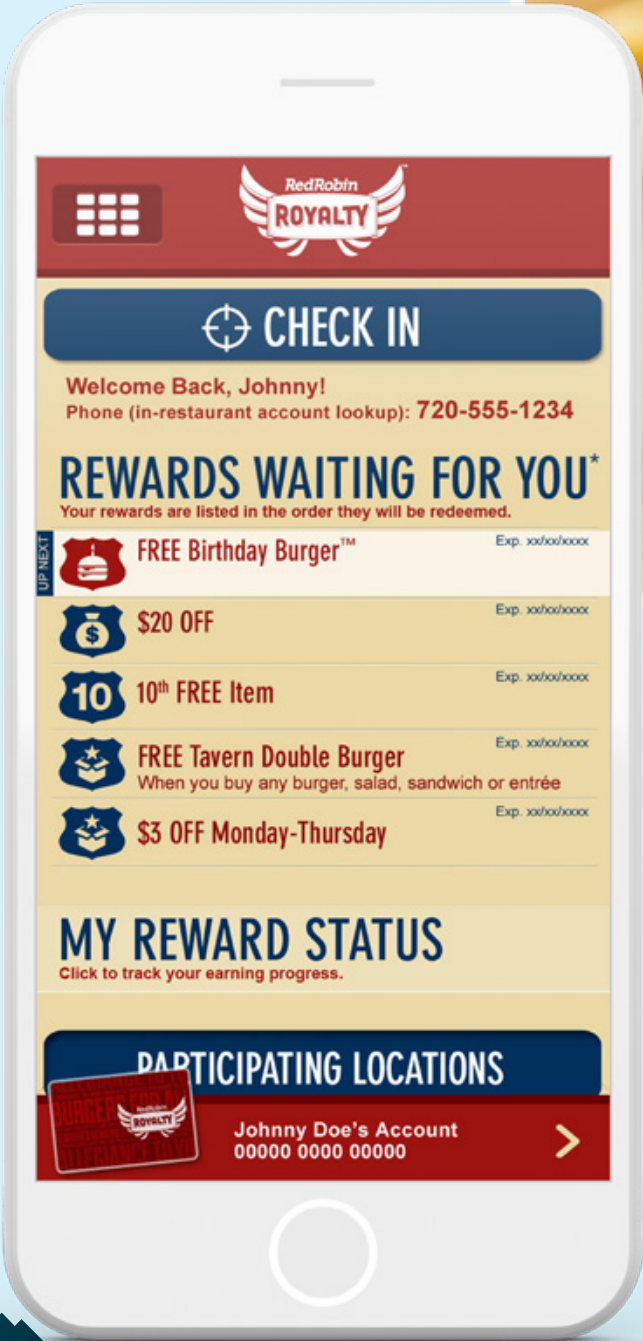 RedRobin
ROYALTY
CHECK IN
Welcome Back, Johnny!
Phone (in-restaurant account lookup): 720-555-1234
REWARDS WAITING FOR YOU*
Your rewards are listed in the order they will be redeemed.
UP NEXT
FREE Birthday Burger™
Exp. xx/xx/xxxx
$20 OFF
Exp. xx/xx/xxxx
10
10th FREE Item
Exp. xx/xx/xxxx
FREE Tavern Double Burger
Exp. xx/xx/xxxx
When you buy any burger, salad, sandwich or entrée
$3 OFF Monday-Thursday
Exp. xx/xx/xxxx
MY REWARD STATUS
Click to track your earning progress.
PARTICIPATING LOCATIONS
BURGERS FOR A
RedRobin
ROYALTY
Johnny Doe's Account
00000 0000 00000